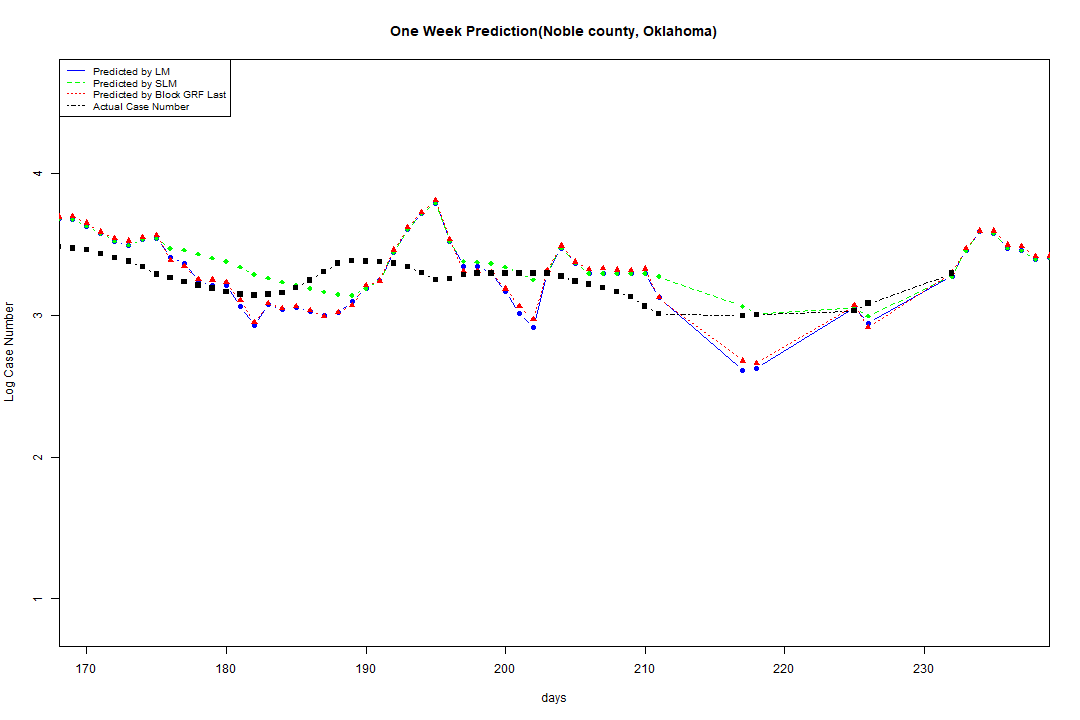 One Week Prediction(Noble county, Oklahoma)
Predicted by LM
Predicted by SLM
Predicted by Block GRF Last
Actual Case Number
Log Case Number
4
3
2
1
170 180 190 200 210 220 230
days